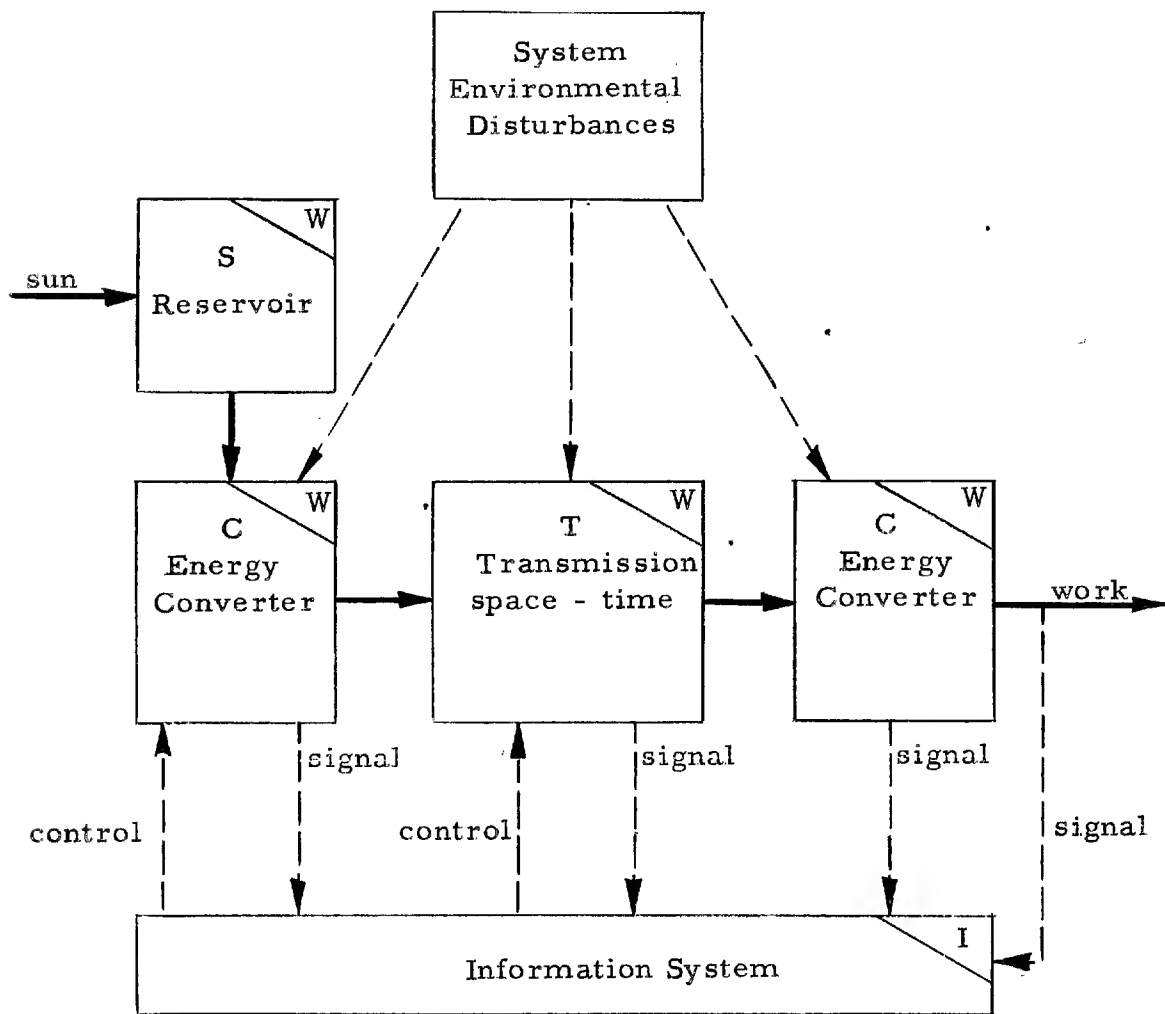 System
Environmental
Disturbances
W
S
Reservoir
sun
W
C
Energy
Converter
W
T
Transmission
space - time
W
C
Energy
Converter
work
signal
signal
signal
control
control
signal
I
Information System